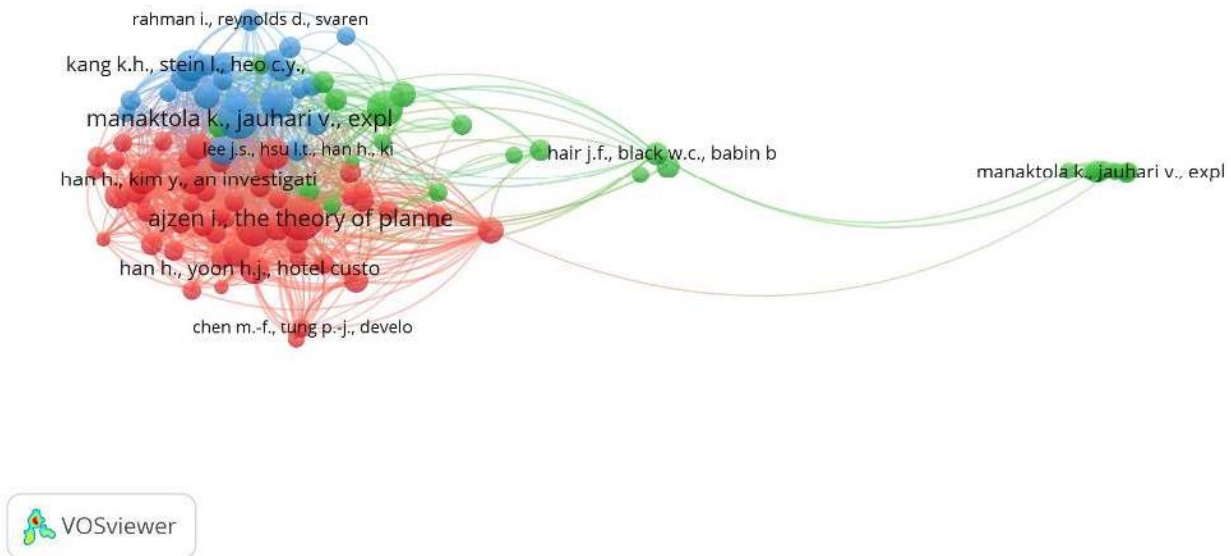 rahman i., reynolds d., svaren
kang k.h., stein l., heo c.y.,
manaktola k., jauhari v., expl
lee j.s., hsu l.t., han h., ki
hair j.f., black w.c., babin b
manaktola k., jauhari v., expl
han h., kim y., an investigati
ajzen i., the theory of planne
han h., yoon h.j., hotel custo
chen m.-f., tung p.-j., develo
VOSviewer